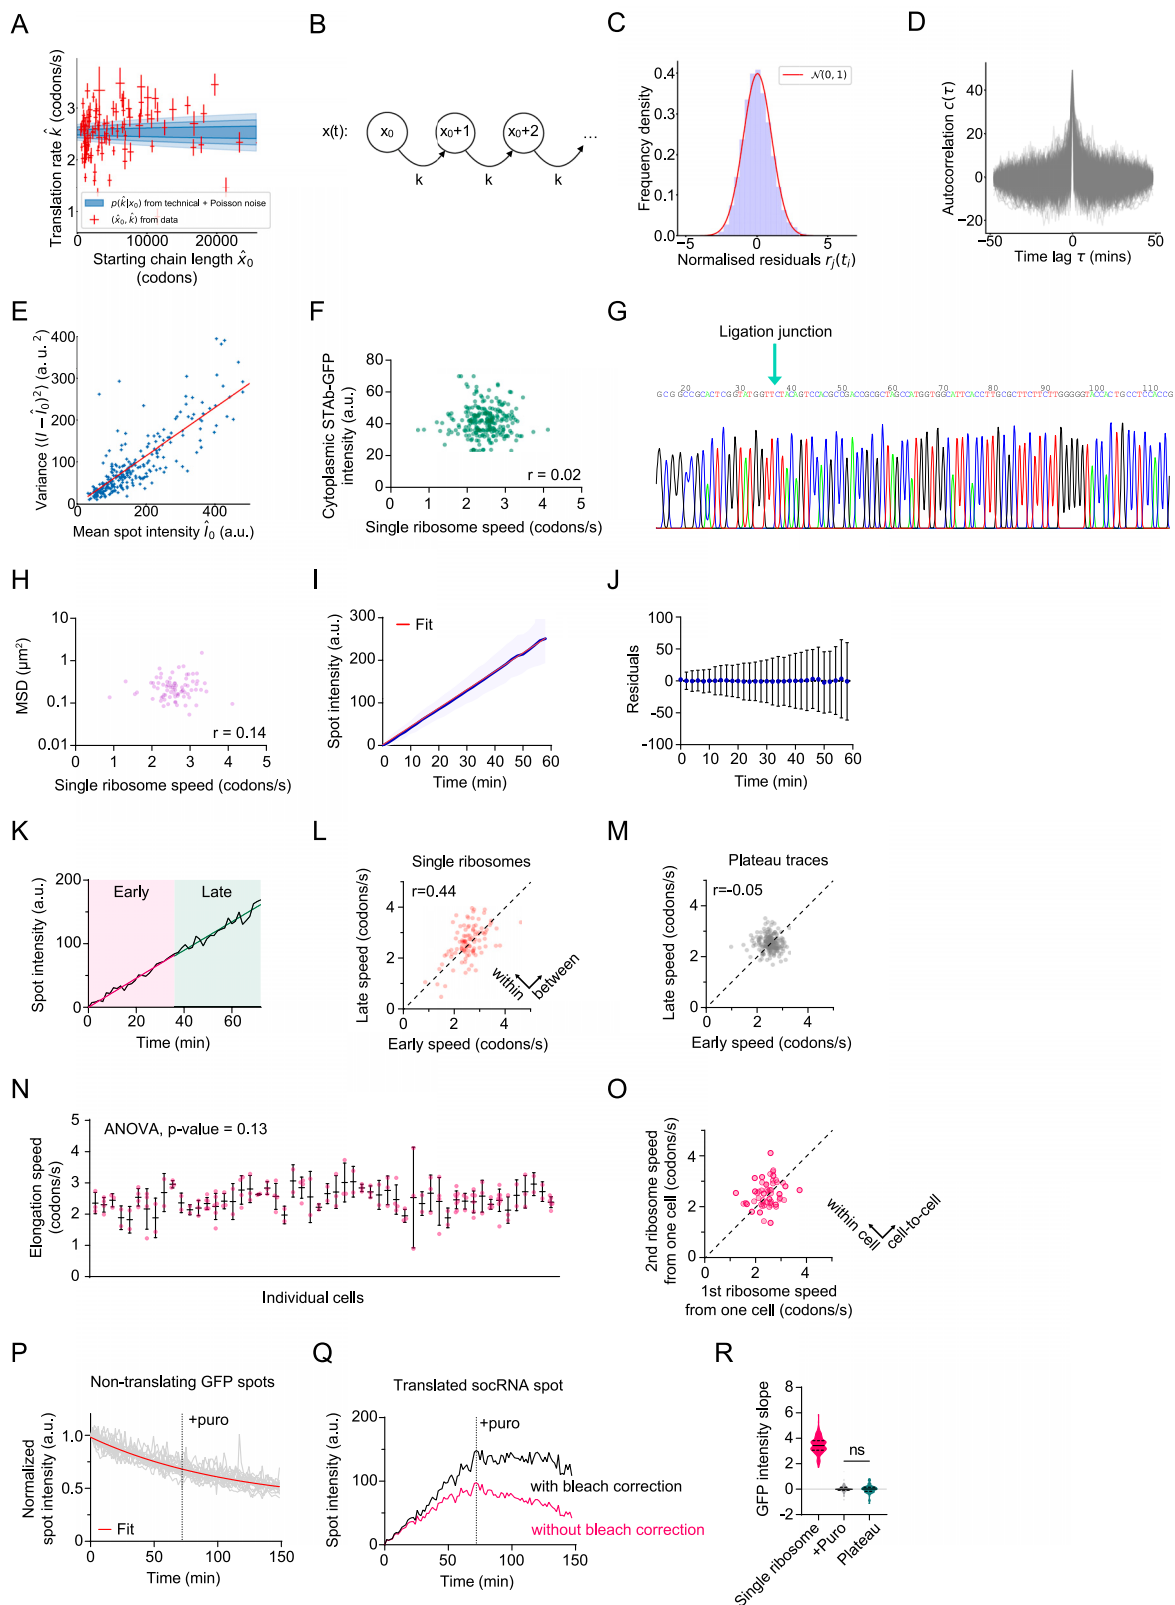 A
Translation rate k̂ (codons/s)
3
2
1
0
10000
20000
p(k̂|x₀) from technical + Poisson noise
(x̂₀, k̂) from data
Starting chain length x̂₀
(codons)
B
x(t):
x₀
x₀+1
x₀+2
...
k
k
k
C
Frequency density
0.4
0.3
0.2
0.1
0.0
𝒩(0, 1)
−5
0
5
Normalised residuals rⱼ(tᵢ)
D
Autocorrelation c(τ)
40
20
0
−20
−50
0
50
Time lag τ (mins)
E
Variance ⟨(I − Î₀)²⟩ (a. u. ²)
400
300
200
100
0
0
200
400
Mean spot intensity Î₀ (a.u.)
F
Cytoplasmic STAb-GFP
intensity (a.u.)
80
60
40
20
0
r = 0.02
0 1 2 3 4 5
Single ribosome speed (codons/s)
G
Ligation junction
20 30 40 50 60 70 80 90 100 110
H
MSD (μm²)
10
1
0.1
0.01
r = 0.14
0 1 2 3 4 5
Single ribosome speed (codons/s)
I
Spot intensity (a.u.)
300
200
100
0
Fit
0 10 20 30 40 50 60
Time (min)
J
Residuals
100
50
0
-50
-100
0 10 20 30 40 50 60
Time (min)
K
Spot intensity (a.u.)
200
100
0
Early
Late
0 20 40 60
Time (min)
L
Single ribosomes
Late speed (codons/s)
4
2
0
r=0.44
within
between
0 2 4
Early speed (codons/s)
M
Plateau traces
Late speed (codons/s)
4
2
0
r=-0.05
0 2 4
Early speed (codons/s)
N
Elongation speed
(codons/s)
5
4
3
2
1
0
ANOVA, p-value = 0.13
Individual cells
O
2nd ribosome speed
from one cell (codons/s)
4
2
0
within cell
cell-to-cell
0 2 4
1st ribosome speed
from one cell (codons/s)
P
Non-translating GFP spots
Normalized
spot intensity (a.u.)
1.0
0.5
0.0
+puro
Fit
0 50 100 150
Time (min)
Q
Translated socRNA spot
Spot intensity (a.u.)
200
150
100
50
0
+puro
with bleach correction
without bleach correction
0 50 100 150
Time (min)
R
GFP intensity slope
8
6
4
2
0
-2
ns
Single ribosome
+Puro
Plateau